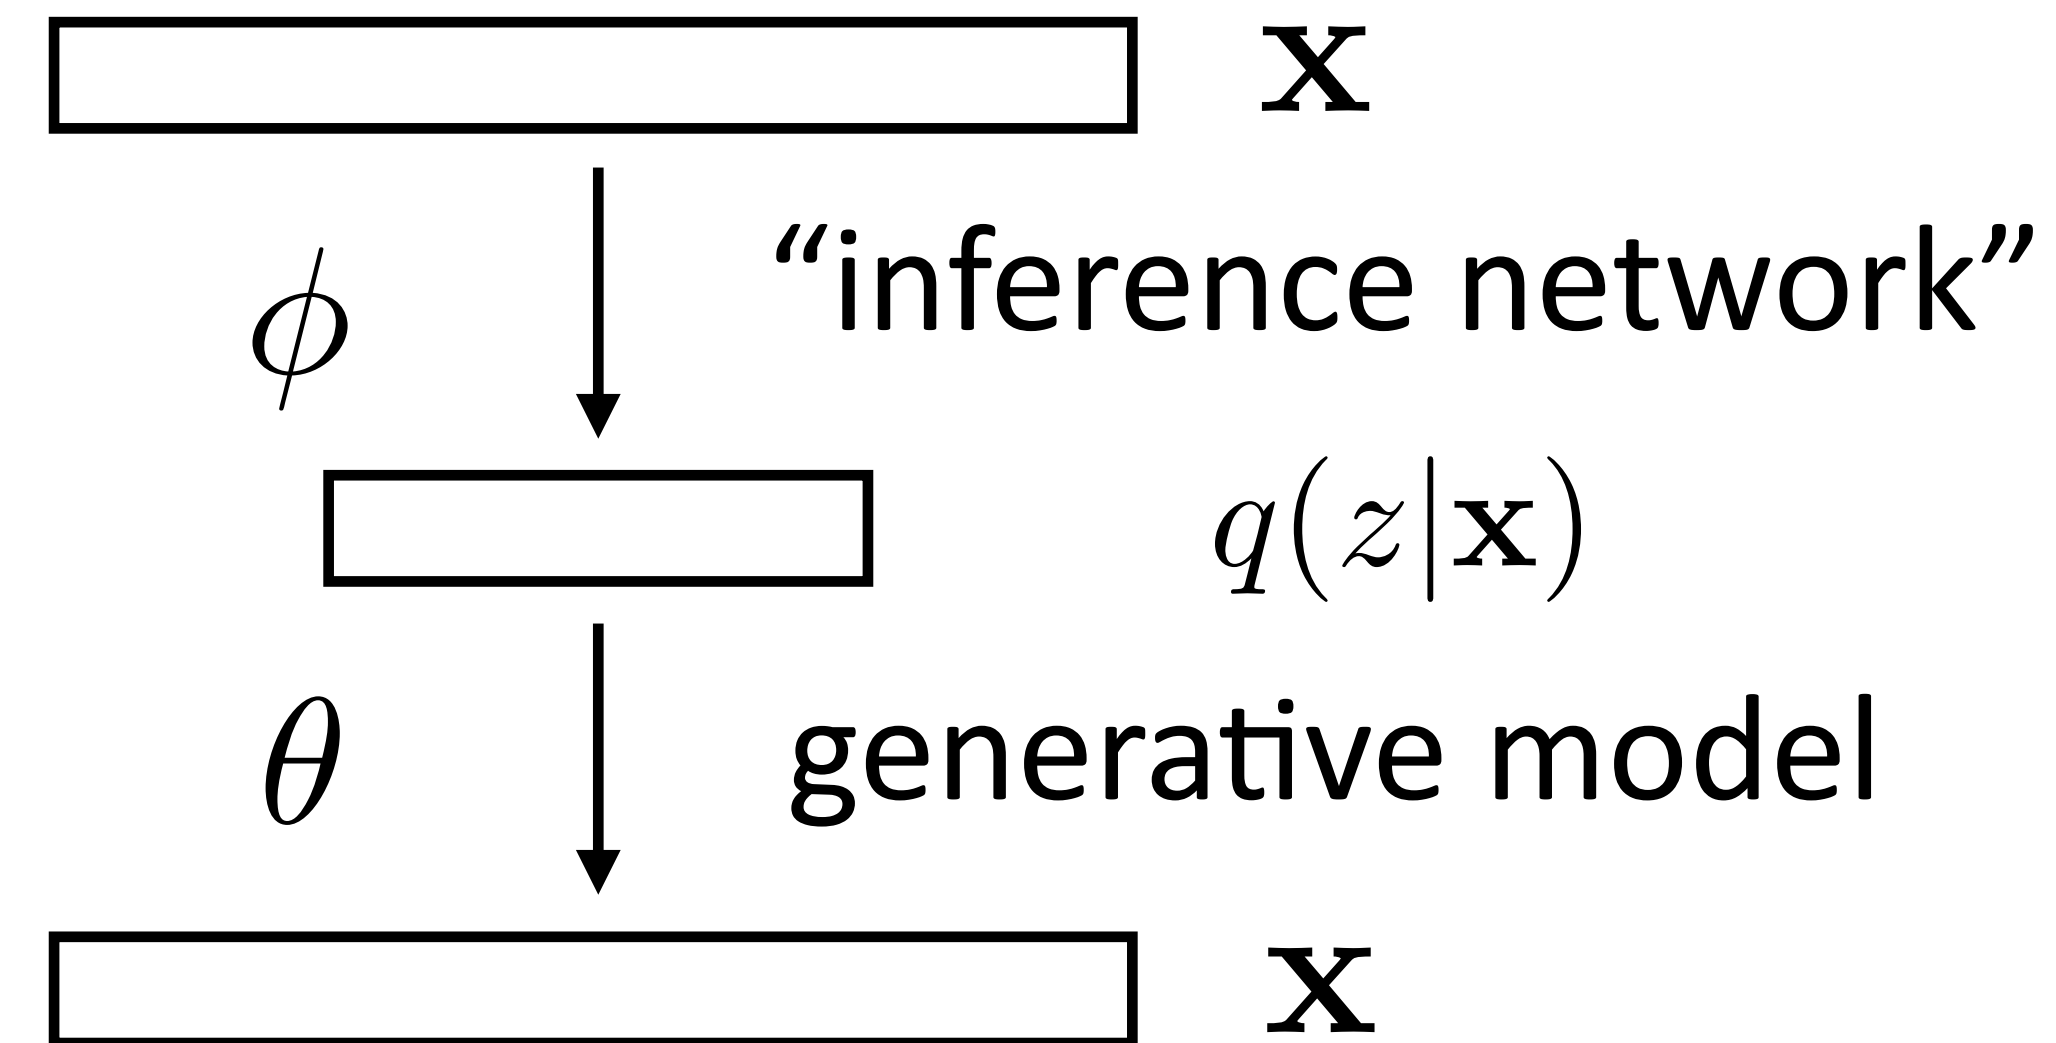 𝐱
ϕ “inference network”
q(z|𝐱)
θ generative model
𝐱